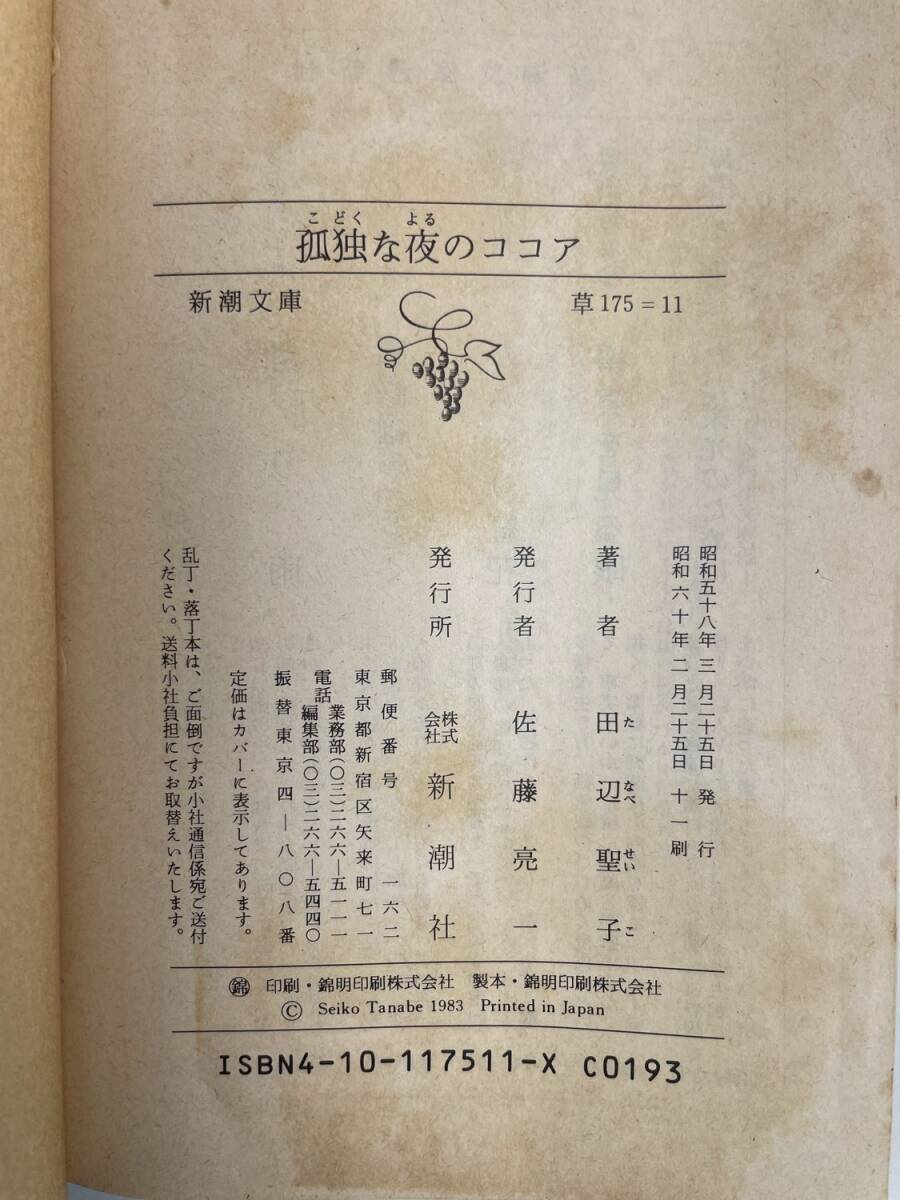 こどく よる
孤独な夜のココア
新潮文庫 草175=11
昭和五十八年三月二十五日 発行
昭和六十年二月二十五日 十一刷
著者 田辺聖子
た なべ せい こ
発行者 佐藤亮一
発行所 株式会社 新潮社
郵便番号 一六二
東京都新宿区矢来町七一
電話 業務部(〇三)二六六―五一一一
編集部(〇三)二六六―五四四〇
振替東京四―八〇八番
定価はカバーに表示してあります。
乱丁・落丁本は、ご面倒ですが小社通信係宛ご送付
ください。送料小社負担にてお取替えいたします。
錦 印刷・錦明印刷株式会社 製本・錦明印刷株式会社
© Seiko Tanabe 1983 Printed in Japan
ISBN4-10-117511-X C0193